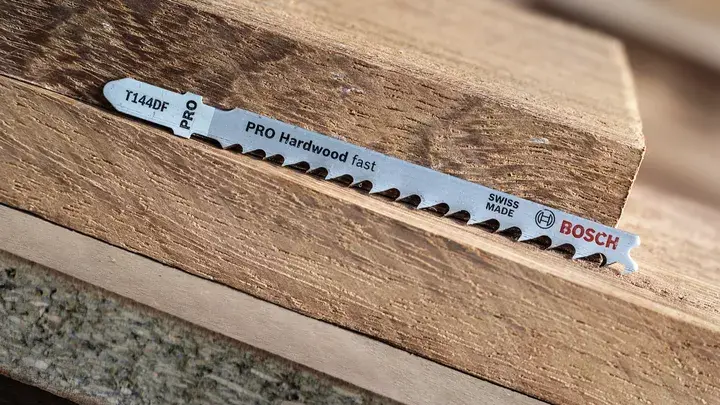 T144DF
PRO
PRO Hardwood fast
SWISS
MADE
BOSCH